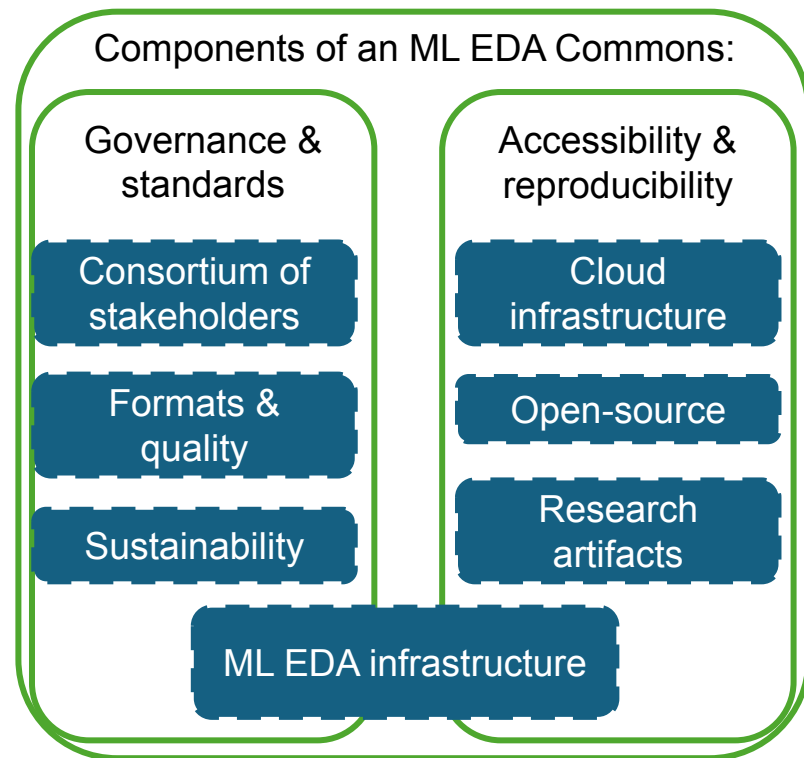 Components of an ML EDA Commons:
Governance &
standards
Consortium of
stakeholders
Formats &
quality
Sustainability
Accessibility &
reproducibility
Cloud
infrastructure
Open-source
Research
artifacts
ML EDA infrastructure